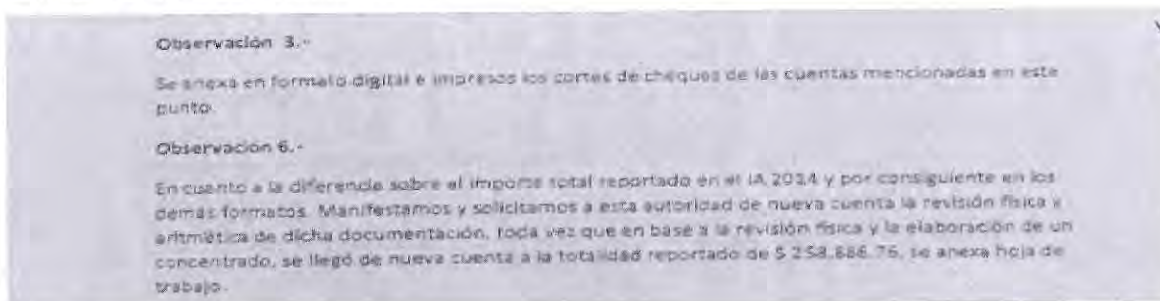 Observación 3.-
Se anexa en formato digital e impresos los cortes de cheques de las cuentas mencionadas en este
punto.
Observación 6.-
En cuanto a la diferencia sobre el importe total reportado en el IA 2014 y por consiguiente en los
demás formatos. Manifestamos y solicitamos a esta autoridad de nueva cuenta la revisión física y
aritmética de dicha documentación, toda vez que en base a la revisión física y la elaboración de un
concentrado, se llegó de nueva cuenta a la totalidad reportado de $ 258,886.76, se anexa hoja de
trabajo.